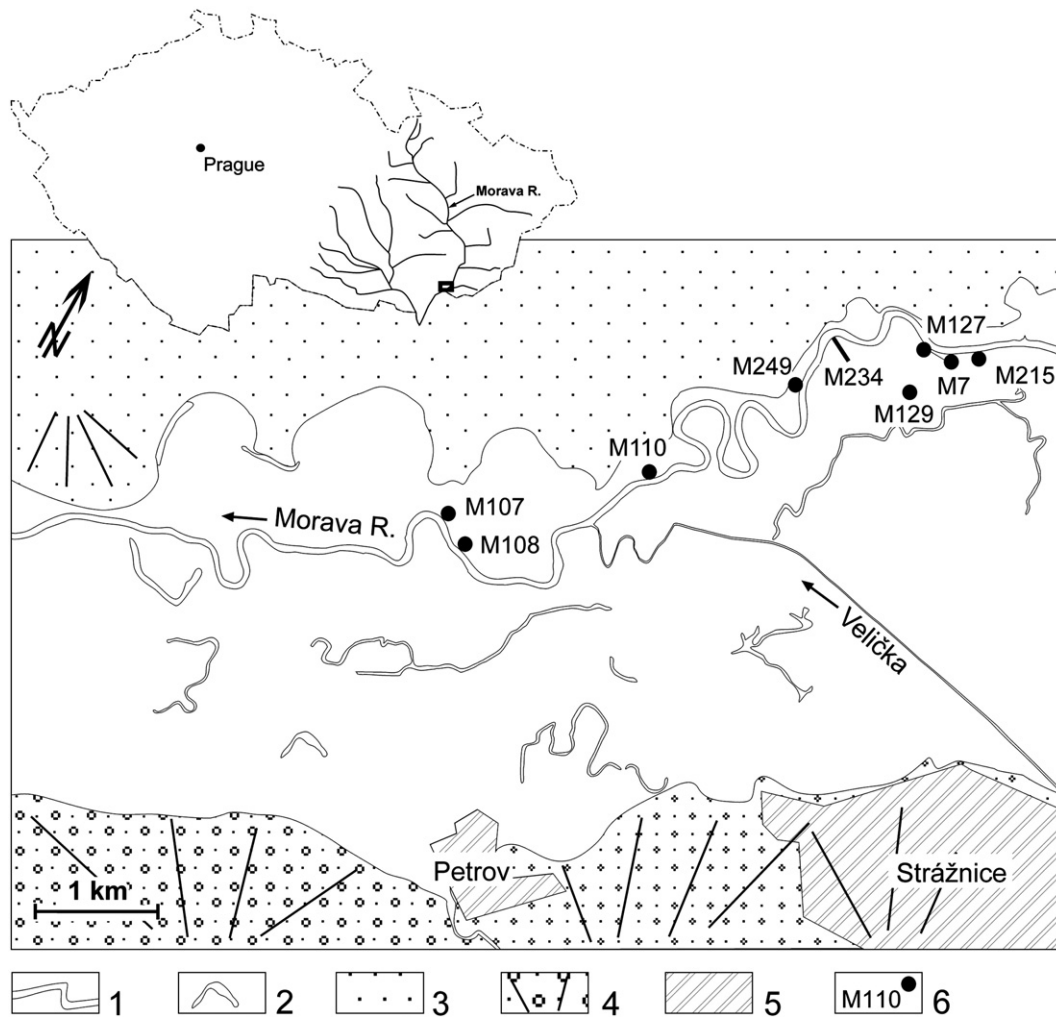 Prague
Morava R.
N
M127
M249
M234
M7
M215
M129
M110
M107
Morava R.
M108
Velička
Petrov
Strážnice
1 km
1
2
3
4
5
M110
6